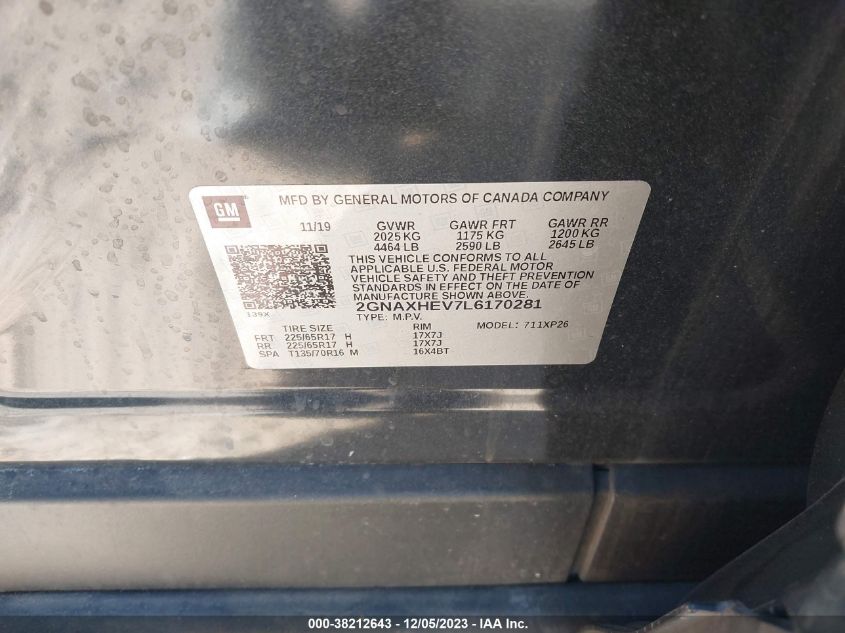 MFD BY GENERAL MOTORS OF CANADA COMPANY
GM
11/19 GVWR GAWR FRT GAWR RR
2025 KG 1175 KG 1200 KG
4464 LB 2590 LB 2645 LB
THIS VEHICLE CONFORMS TO ALL
APPLICABLE U.S. FEDERAL MOTOR
VEHICLE SAFETY AND THEFT PREVENTION
STANDARDS IN EFFECT ON THE DATE OF
MANUFACTURE SHOWN ABOVE.
139X 2GNAXHEV7L6170281
TYPE: M.P.V. MODEL: 711XP26
TIRE SIZE RIM
FRT 225/65R17 H 17X7J
RR 225/65R17 H 17X7J
SPA T135/70R16 M 16X4BT
000-38212643 - 12/05/2023 - IAA Inc.